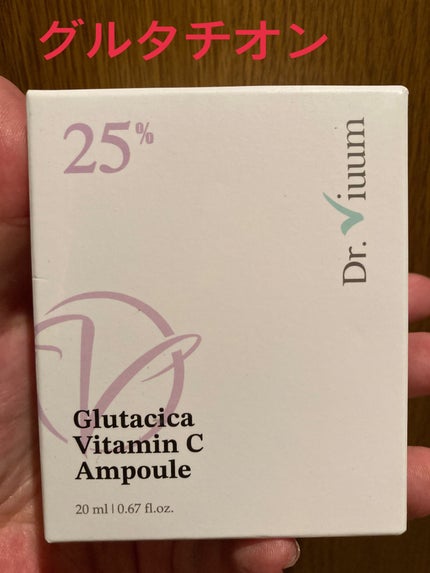 グルタチオン
25%
Dr. Viuum
Glutacica
Vitamin C
Ampoule
20 ml | 0.67 fl.oz.